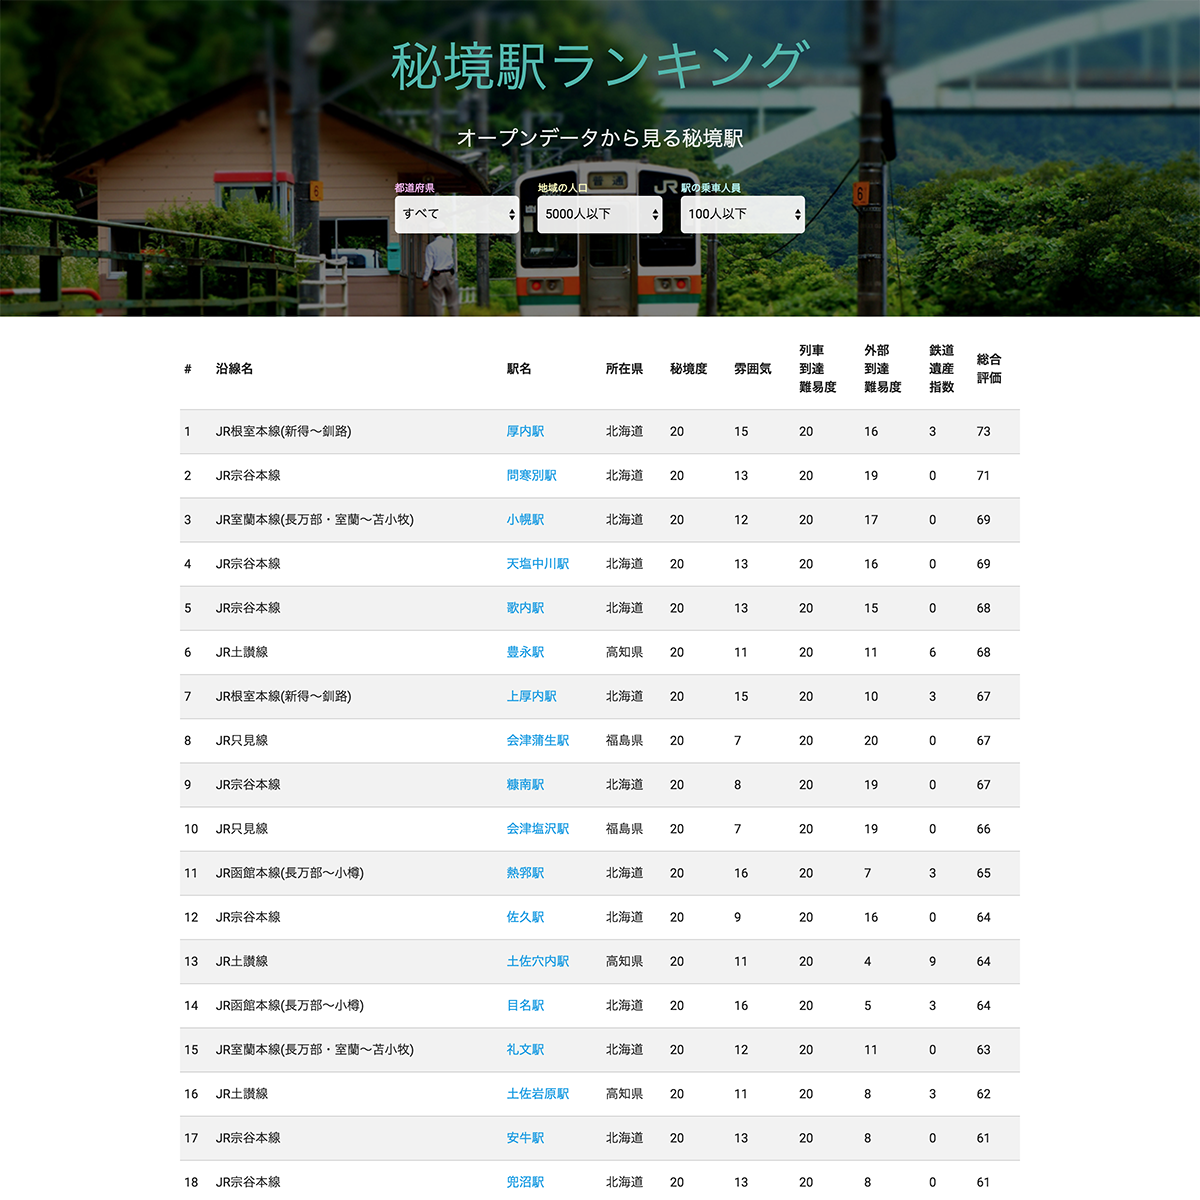 秘境駅ランキング
オープンデータから見る秘境駅
都道府県 地域の人口 駅の乗車人員
すべて 5000人以下 100人以下
普通 JR
6 6
# 沿線名 駅名 所在県 秘境度 雰囲気 列車到達難易度 外部到達難易度 鉄道遺産指数 総合評価
1 JR根室本線(新得〜釧路) 厚内駅 北海道 20 15 20 16 3 73
2 JR宗谷本線 問寒別駅 北海道 20 13 20 19 0 71
3 JR室蘭本線(長万部・室蘭〜苫小牧) 小幌駅 北海道 20 12 20 17 0 69
4 JR宗谷本線 天塩中川駅 北海道 20 13 20 16 0 69
5 JR宗谷本線 歌内駅 北海道 20 13 20 15 0 68
6 JR土讃線 豊永駅 高知県 20 11 20 11 6 68
7 JR根室本線(新得〜釧路) 上厚内駅 北海道 20 15 20 10 3 67
8 JR只見線 会津蒲生駅 福島県 20 7 20 20 0 67
9 JR宗谷本線 糠南駅 北海道 20 8 20 19 0 67
10 JR只見線 会津塩沢駅 福島県 20 7 20 19 0 66
11 JR函館本線(長万部〜小樽) 熱郛駅 北海道 20 16 20 7 3 65
12 JR宗谷本線 佐久駅 北海道 20 9 20 16 0 64
13 JR土讃線 土佐穴内駅 高知県 20 11 20 4 9 64
14 JR函館本線(長万部〜小樽) 目名駅 北海道 20 16 20 5 3 64
15 JR室蘭本線(長万部・室蘭〜苫小牧) 礼文駅 北海道 20 12 20 11 0 63
16 JR土讃線 土佐岩原駅 高知県 20 11 20 8 3 62
17 JR宗谷本線 安牛駅 北海道 20 13 20 8 0 61
18 JR宗谷本線 兜沼駅 北海道 20 13 20 8 0 61